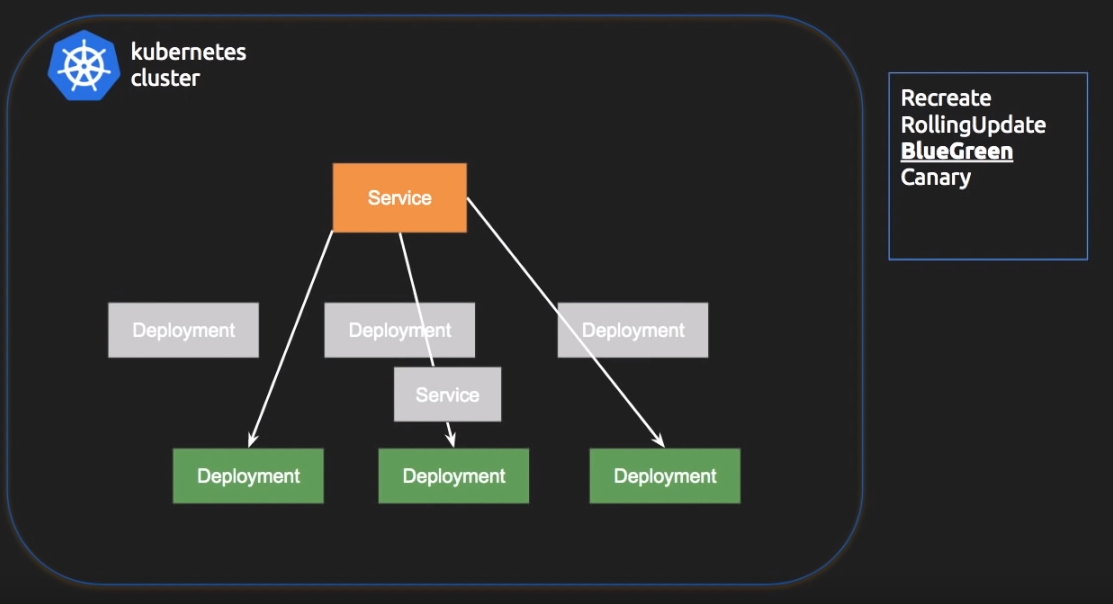 kubernetes
cluster
Recreate
RollingUpdate
BlueGreen
Canary
Service
Deployment
Deployment
Deployment
Service
Deployment
Deployment
Deployment